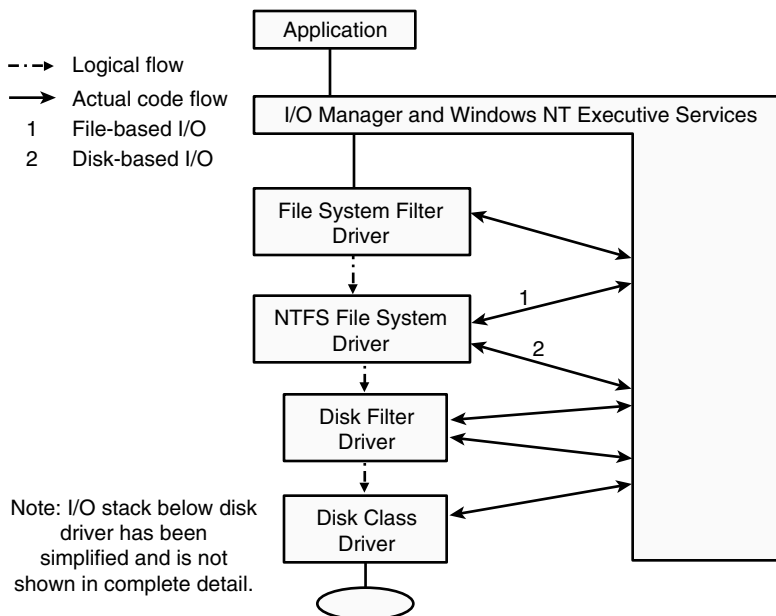 Application
Logical flow
Actual code flow
1 File-based I/O
2 Disk-based I/O
I/O Manager and Windows NT Executive Services
File System Filter
Driver
1
NTFS File System
Driver
2
Disk Filter
Driver
Note: I/O stack below disk
driver has been
simplified and is not
shown in complete detail.
Disk Class
Driver